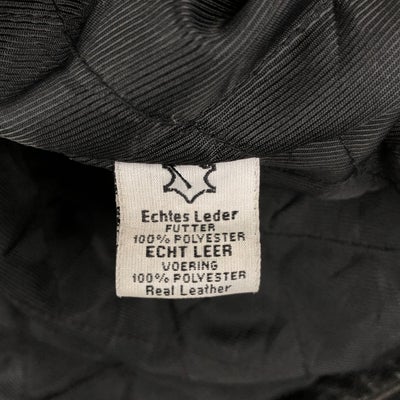 Echtes Leder
FUTTER
100% POLYESTER
ECHT LEER
VOERING
100% POLYESTER
Real Leather